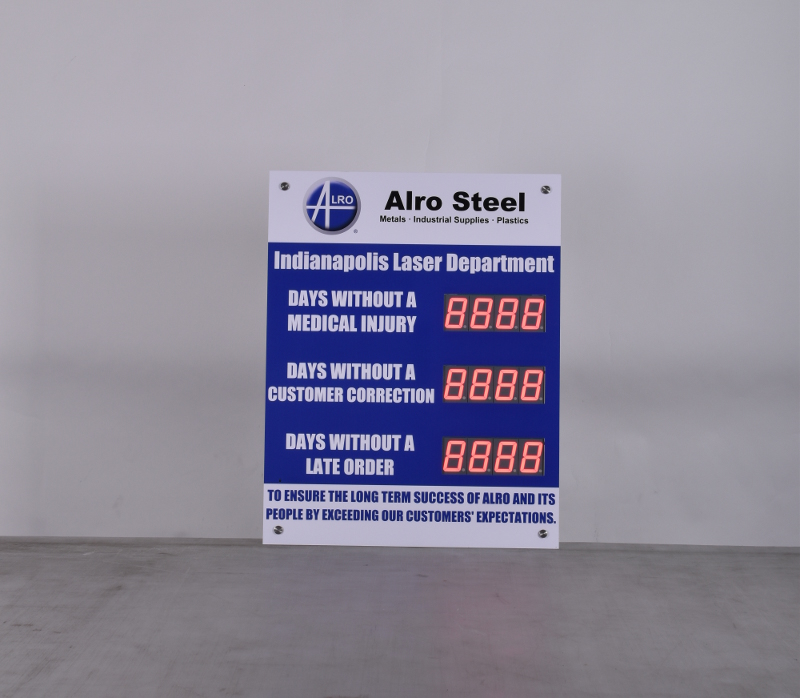 ALRO
®
Alro Steel
Metals · Industrial Supplies · Plastics
Indianapolis Laser Department
DAYS WITHOUT A
MEDICAL INJURY
8888
DAYS WITHOUT A
CUSTOMER CORRECTION
8888
DAYS WITHOUT A
LATE ORDER
8888
TO ENSURE THE LONG TERM SUCCESS OF ALRO AND ITS
PEOPLE BY EXCEEDING OUR CUSTOMERS' EXPECTATIONS.